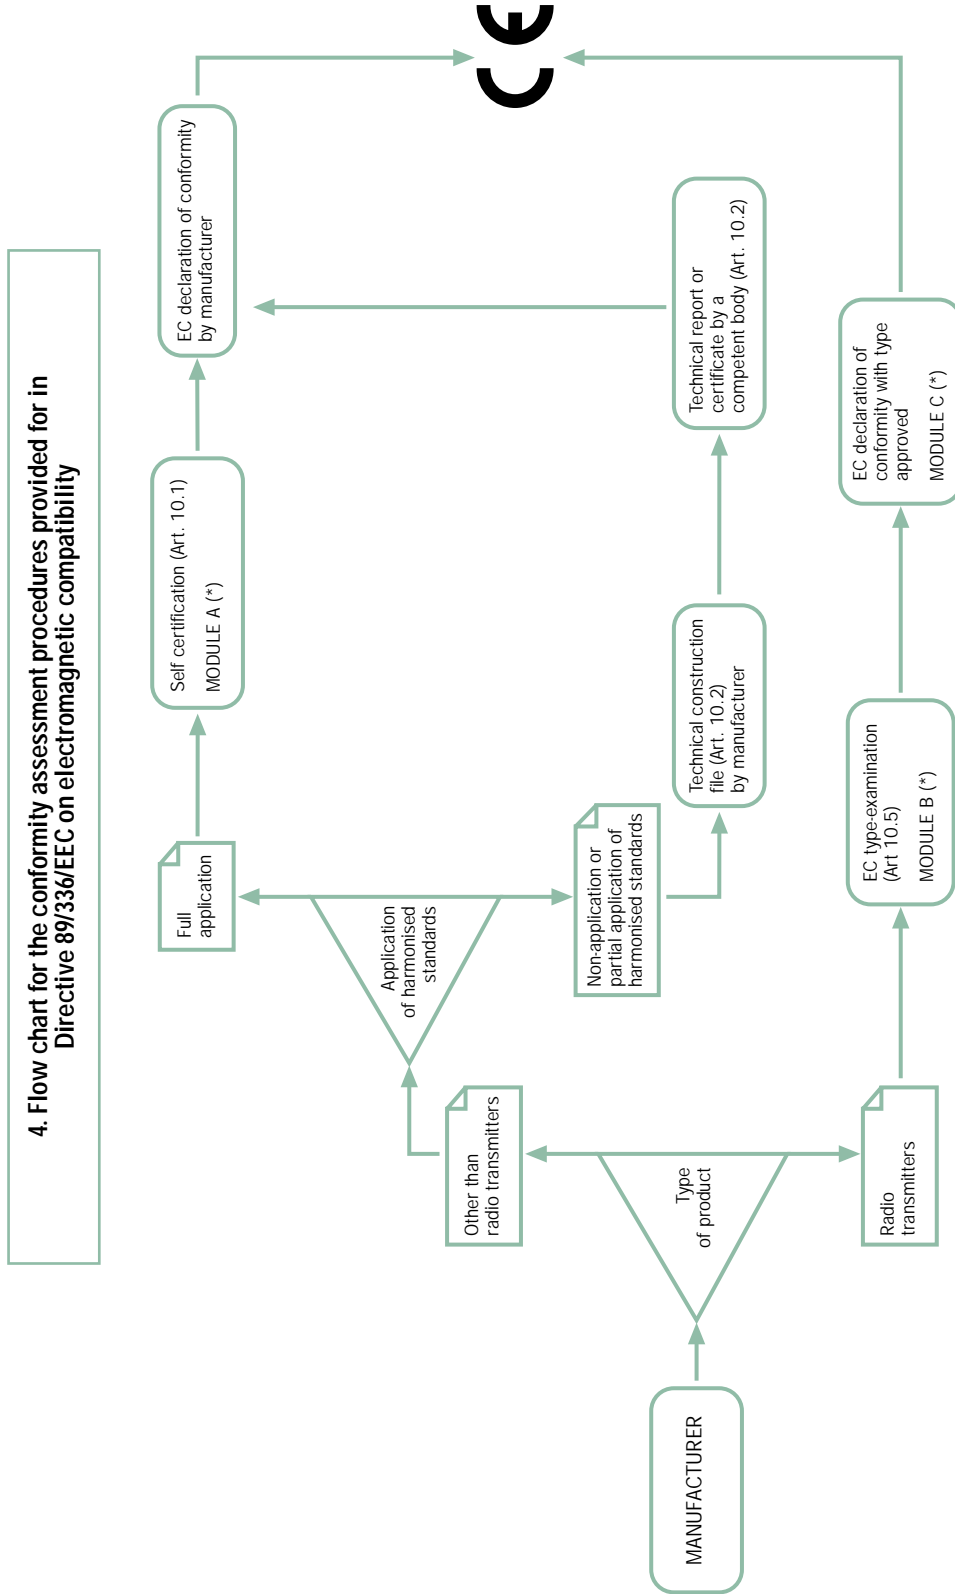 4. Flow chart for the conformity assessment procedures provided for in
Directive 89/336/EEC on electromagnetic compatibility
MANUFACTURER
Type
of product
Other than
radio transmitters
Radio
transmitters
Application
of harmonised
standards
Full
application
Non-application or
partial application of
harmonised standards
Self certification (Art. 10.1)
MODULE A (*)
Technical construction
file (Art. 10.2)
by manufacturer
EC type-examination
(Art 10.5)
MODULE B (*)
EC declaration of conformity
by manufacturer
Technical report or
certificate by a
competent body (Art. 10.2)
EC declaration of
conformity with type
approved
MODULE C (*)
CE